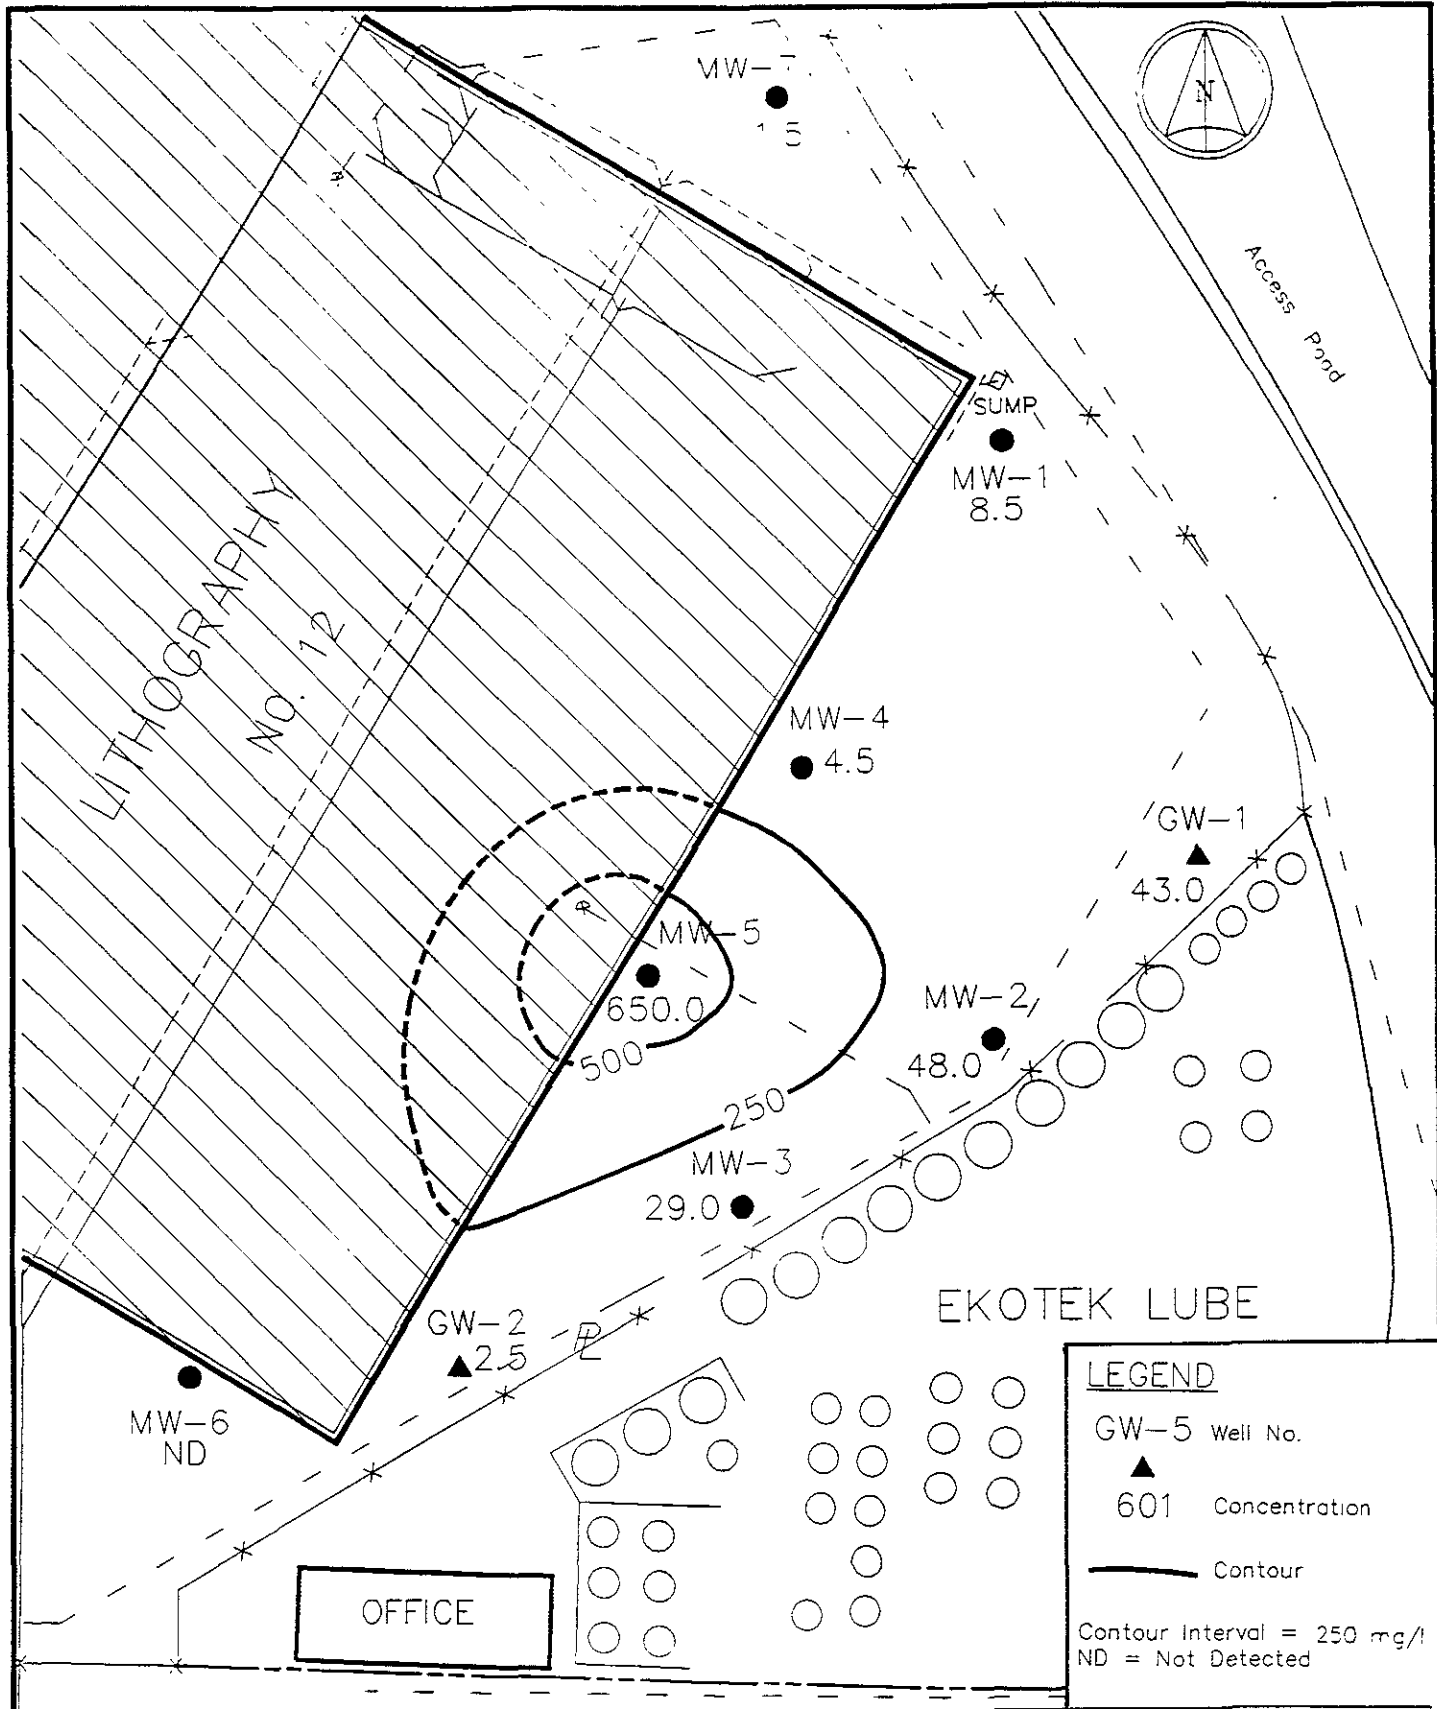 MW-7
N
Access Road
SUMP
MW-1
8.5
LITHOGRAPHY
NO. 12
MW-4
4.5
GW-1
43.0
MW-5
650.0
MW-2
48.0
500
250
MW-3
29.0
EKOTEK LUBE
GW-2
2.5
PL
MW-6
ND
LEGEND
GW-5 Well No.
601 Concentration
Contour
Contour Interval = 250 mg/l
ND = Not Detected
OFFICE